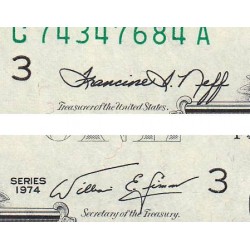 C 74347684 A
3
Francine I. Neff
Treasurer of the United States.
SERIES
1974
William E. Simon
3
Secretary of the Treasury.